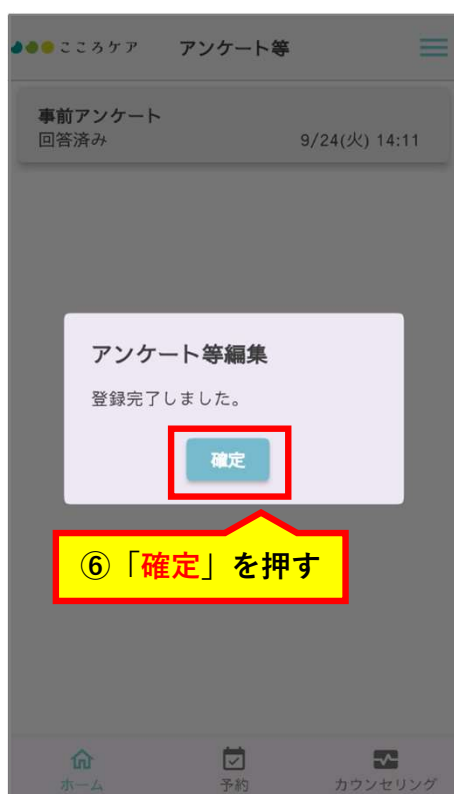 こころケア アンケート等
事前アンケート
回答済み 9/24(火) 14:11
アンケート等編集
登録完了しました。
確定
⑥「確定」を押す
ホーム 予約 カウンセリング